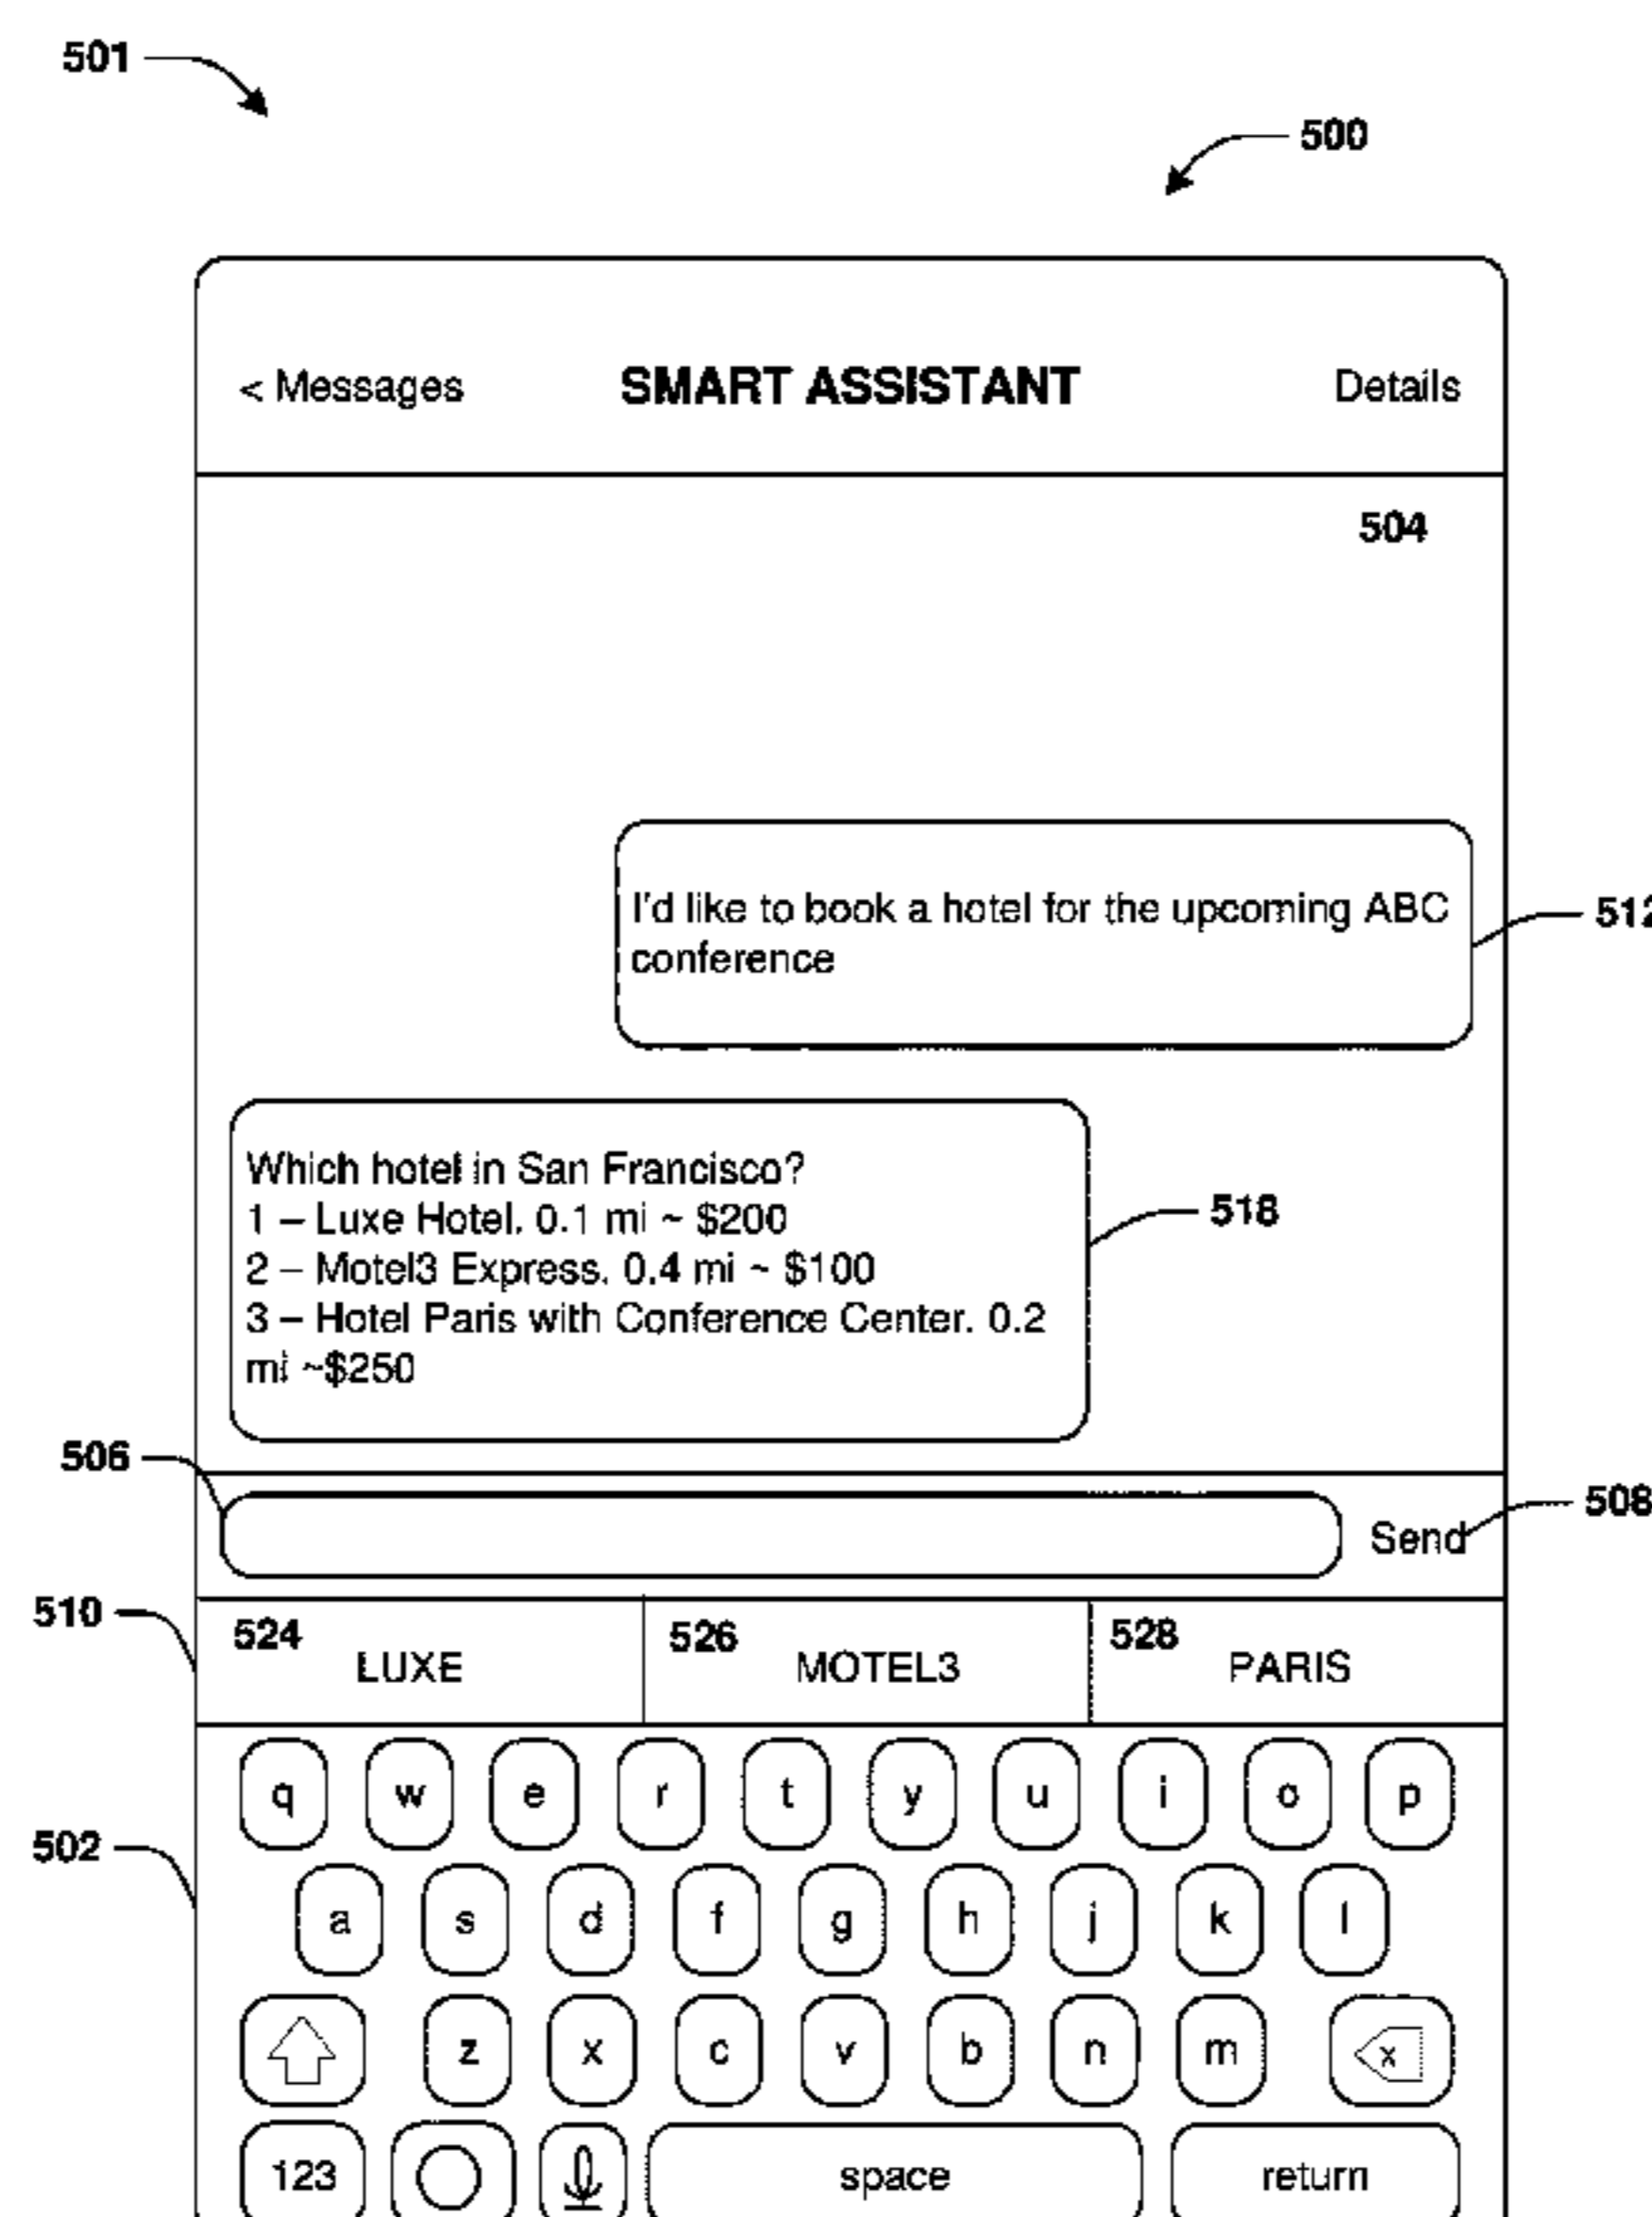 501
500
< Messages SMART ASSISTANT Details
504
I'd like to book a hotel for the upcoming ABC
conference
512
Which hotel in San Francisco?
1 – Luxe Hotel. 0.1 mi ~ $200
2 – Motel3 Express. 0.4 mi ~ $100
3 – Hotel Paris with Conference Center. 0.2
mi ~$250
518
506
Send
508
510
524 LUXE 526 MOTEL3 528 PARIS
q w e r t y u i o p
502
a s d f g h j k l
z x c v b n m x
123 space return